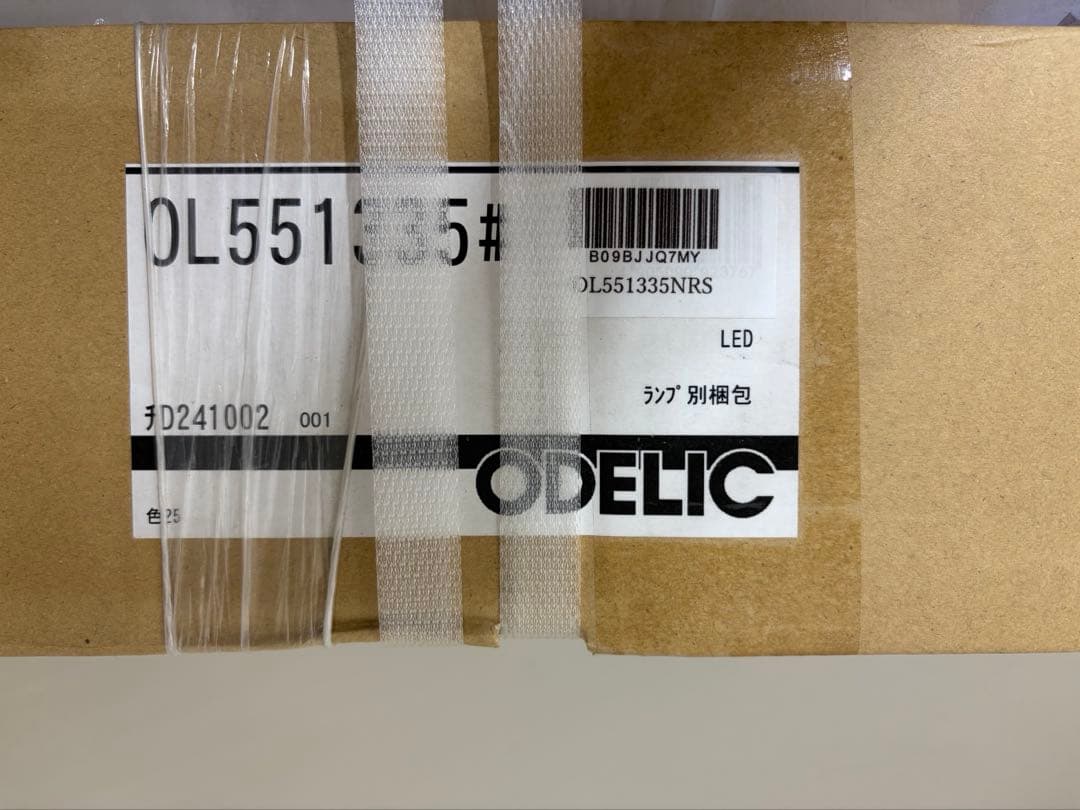 OL551335#
B09BJJQ7MY
OL551335NRS
LED
ﾗﾝﾌﾟ別梱包
ﾁD241002 001
ODELIC
色25